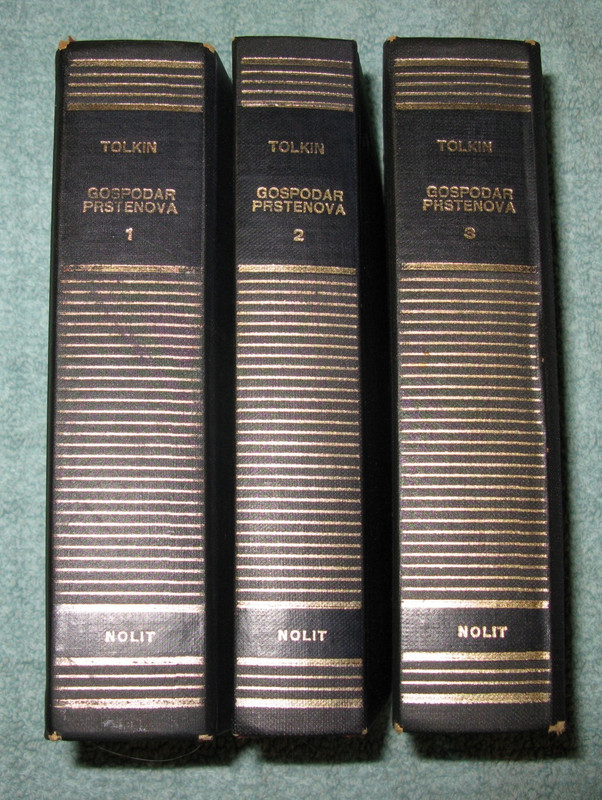 TOLKIN
GOSPODAR
PRSTENOVA
1
NOLIT
TOLKIN
GOSPODAR
PRSTENOVA
2
NOLIT
TOLKIN
GOSPODAR
PRSTENOVA
3
NOLIT